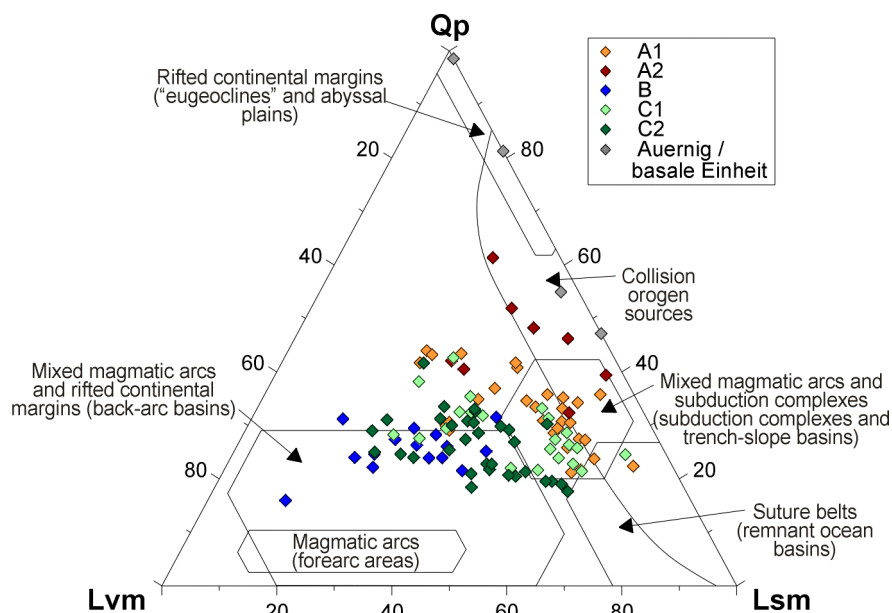 Qp
Rifted continental margins
(“eugeoclines” and abyssal
plains)
A1
A2
B
C1
C2
Auernig /
basale Einheit
20
80
40
60
Collision
orogen
sources
Mixed magmatic arcs
and rifted continental
margins (back-arc basins)
60
40
Mixed magmatic arcs and
subduction complexes
(subduction complexes and
trench-slope basins)
80
20
Suture belts
(remnant ocean
basins)
Magmatic arcs
(forearc areas)
Lvm
Lsm
20
40
60
80